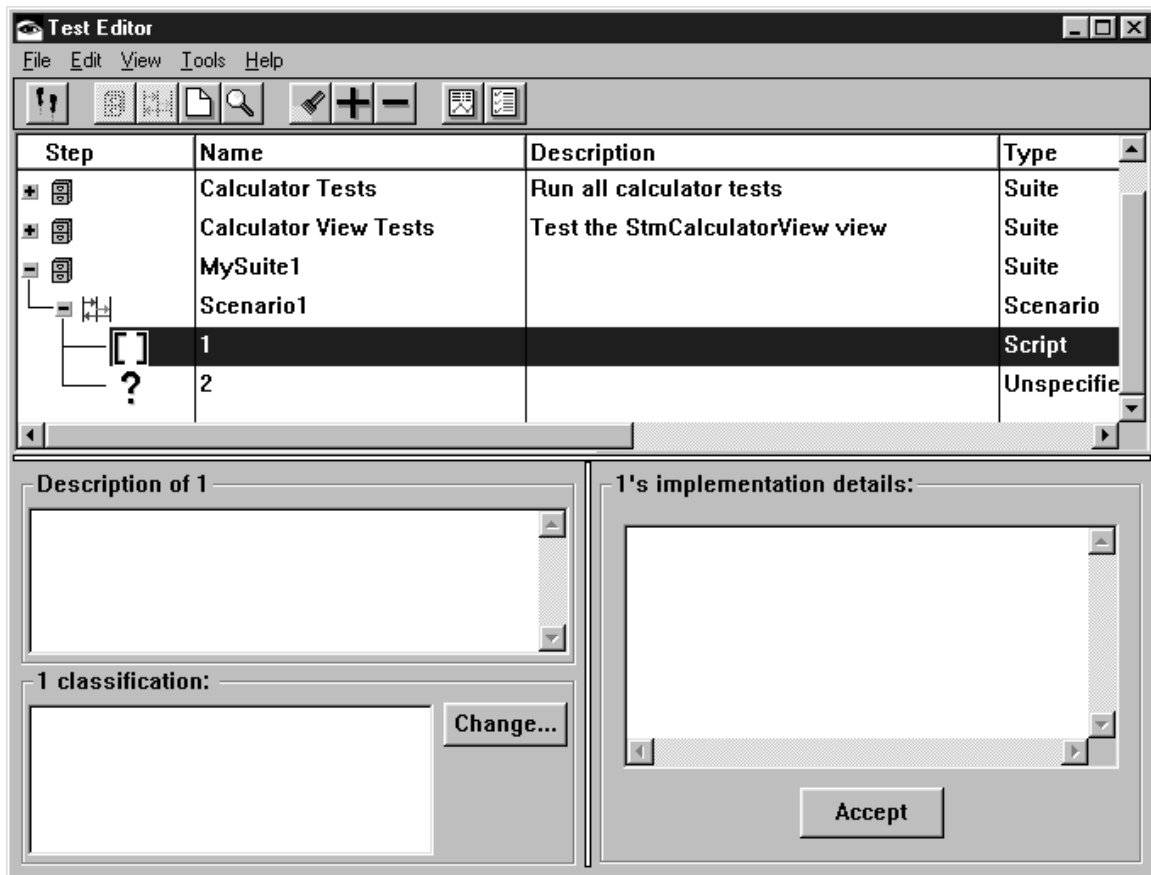 Test Editor
File Edit View Tools Help
Step Name Description Type
Calculator Tests Run all calculator tests Suite
Calculator View Tests Test the StmCalculatorView view Suite
MySuite1 Suite
Scenario1 Scenario
[ ] 1 Script
? 2 Unspecifie
Description of 1
1's implementation details:
1 classification:
Change...
Accept